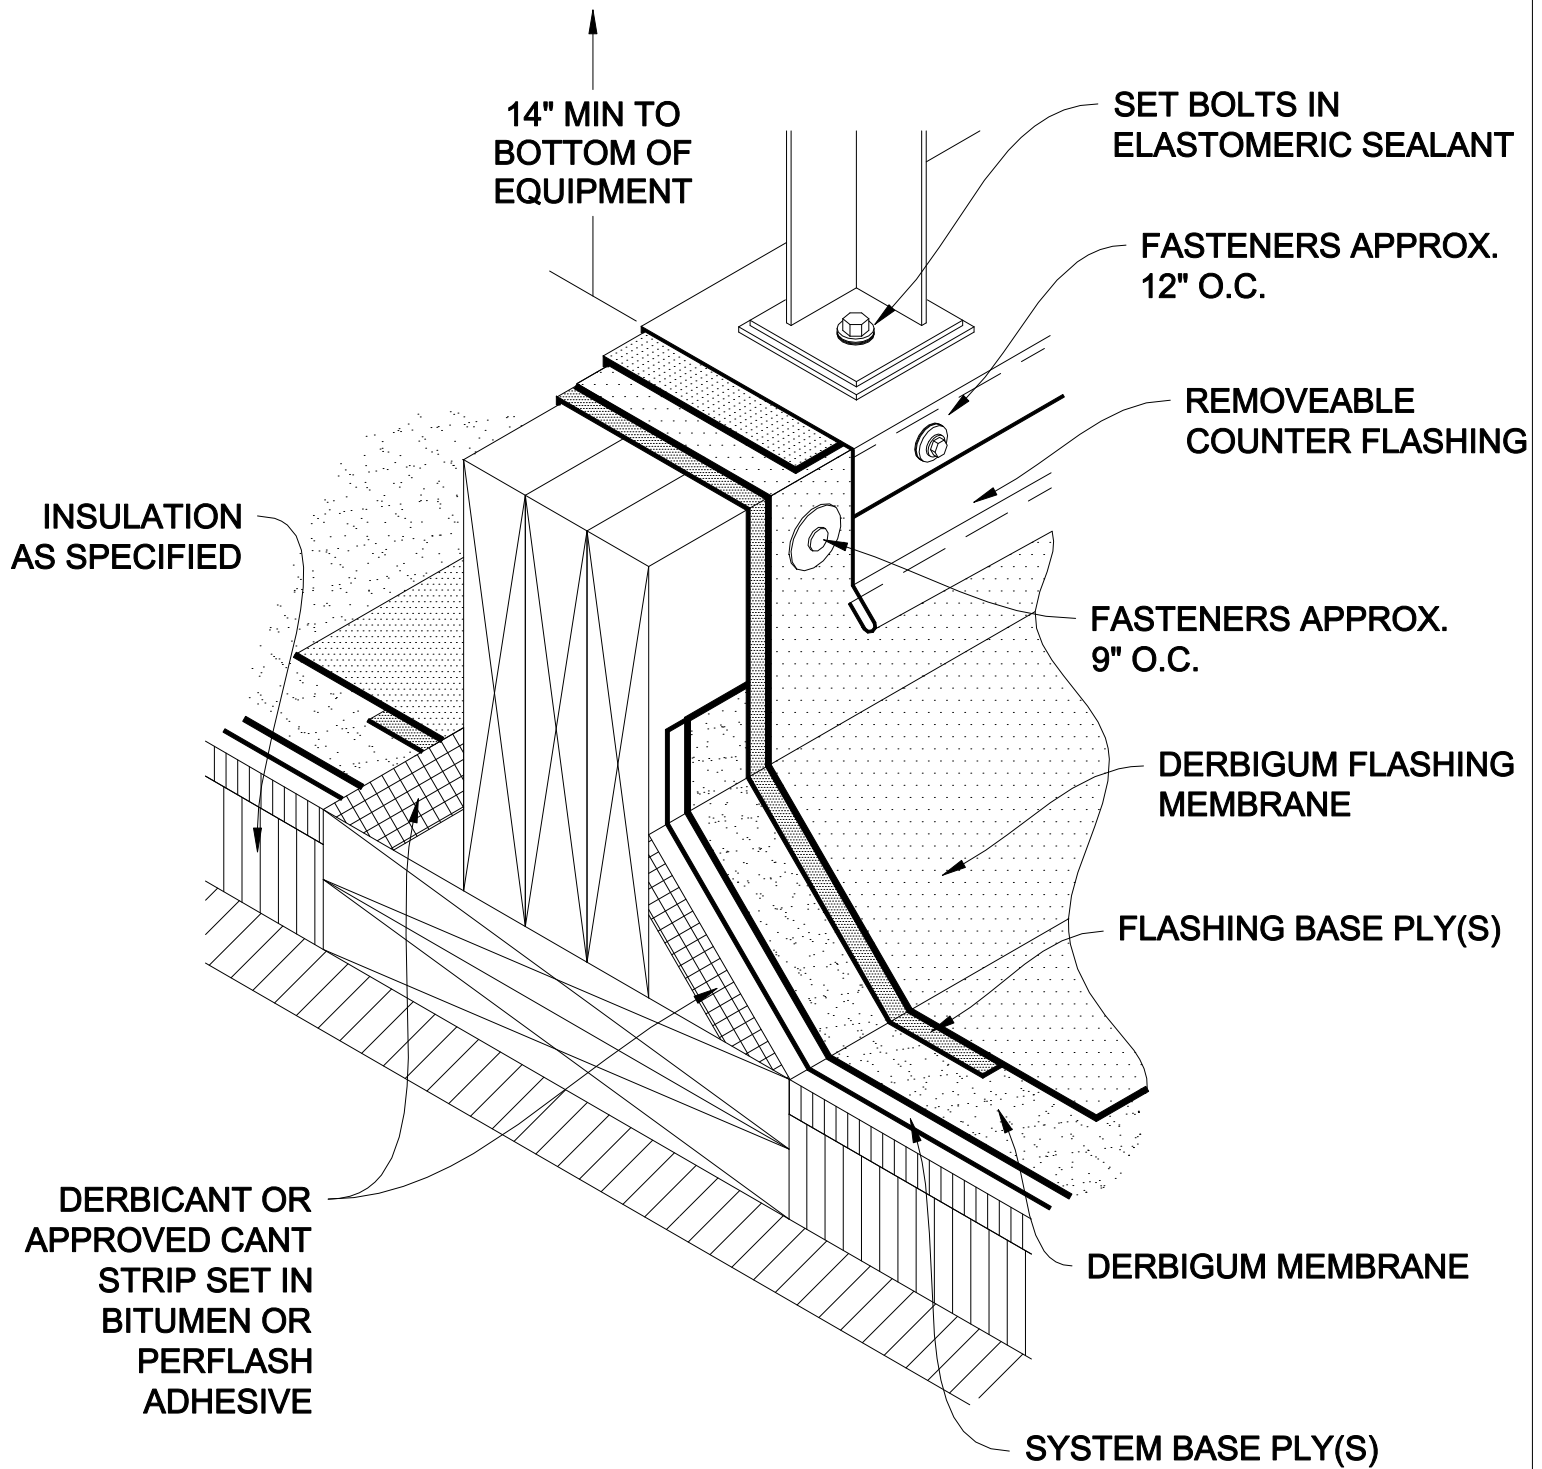 14" MIN TO
BOTTOM OF
EQUIPMENT
SET BOLTS IN
ELASTOMERIC SEALANT
FASTENERS APPROX.
12" O.C.
REMOVEABLE
COUNTER FLASHING
INSULATION
AS SPECIFIED
FASTENERS APPROX.
9" O.C.
DERBIGUM FLASHING
MEMBRANE
FLASHING BASE PLY(S)
DERBICANT OR
APPROVED CANT
STRIP SET IN
BITUMEN OR
PERFLASH
ADHESIVE
DERBIGUM MEMBRANE
SYSTEM BASE PLY(S)